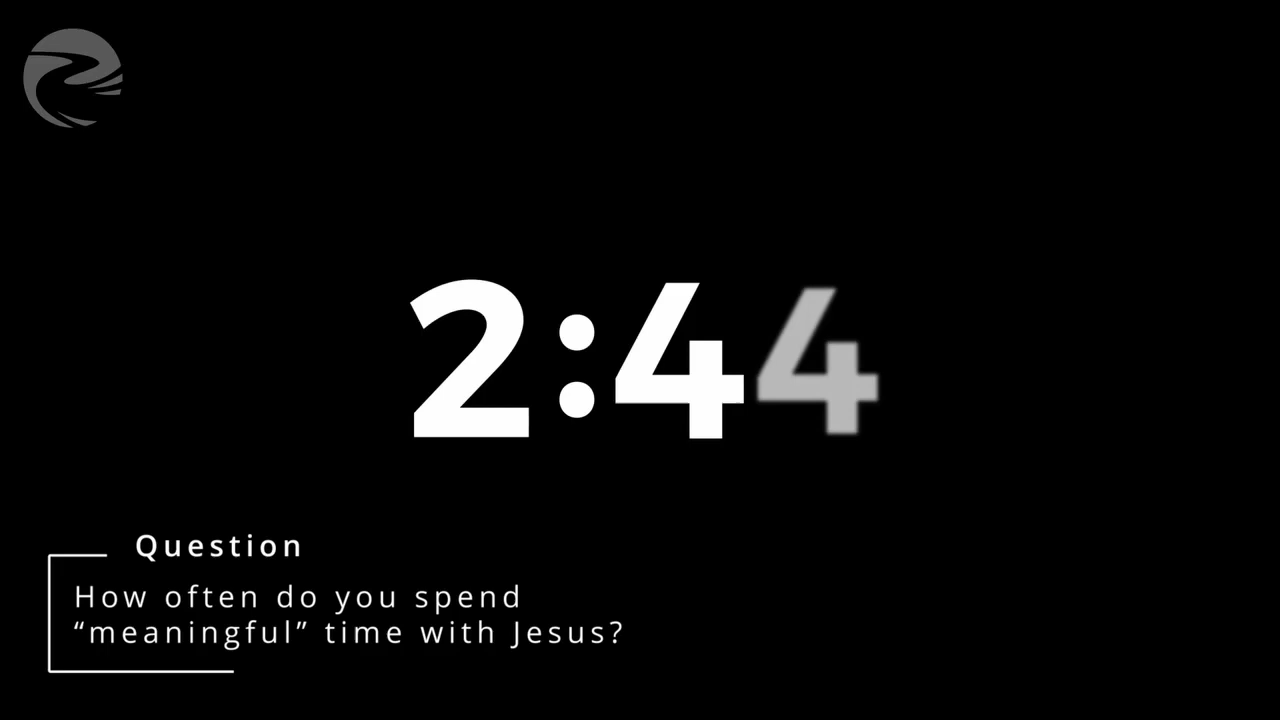 2:44
Question
How often do you spend
“meaningful” time with Jesus?